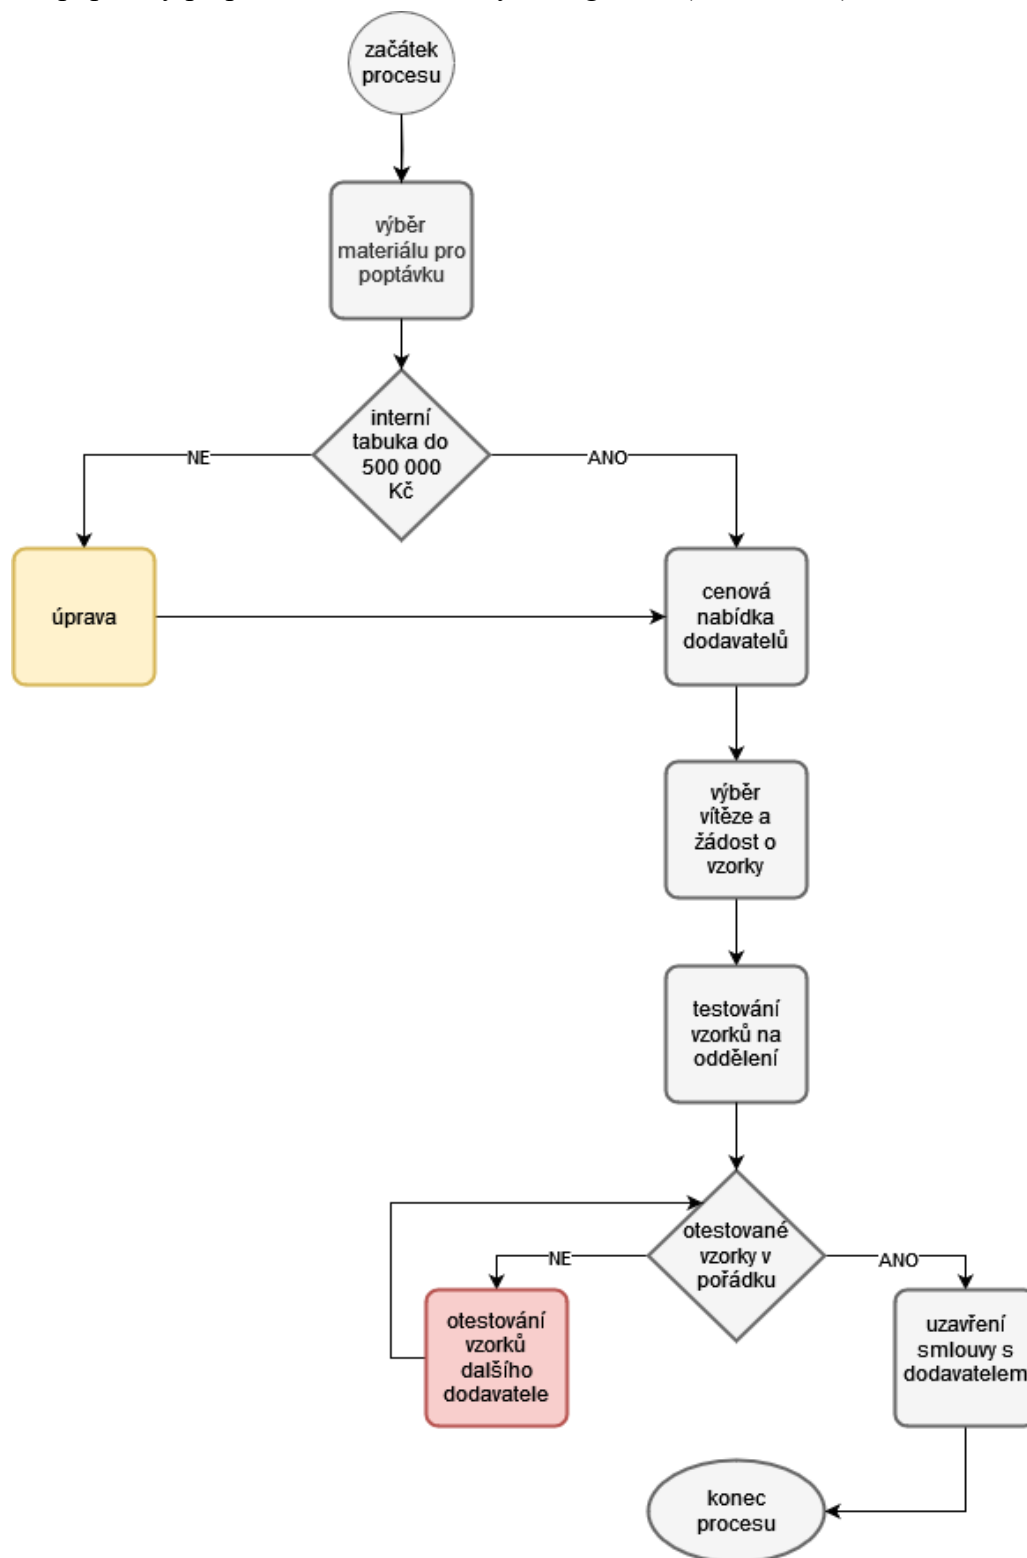 začátek
procesu
výběr
materiálu pro
poptávku
interní
tabuka do
500 000
Kč
NE
ANO
úprava
cenová
nabídka
dodavatelů
výběr
vítěze a
žádost o
vzorky
testování
vzorků na
oddělení
otestované
vzorky v
pořádku
NE
ANO
otestování
vzorků
dalšího
dodavatele
uzavření
smlouvy s
dodavatelem
konec
procesu